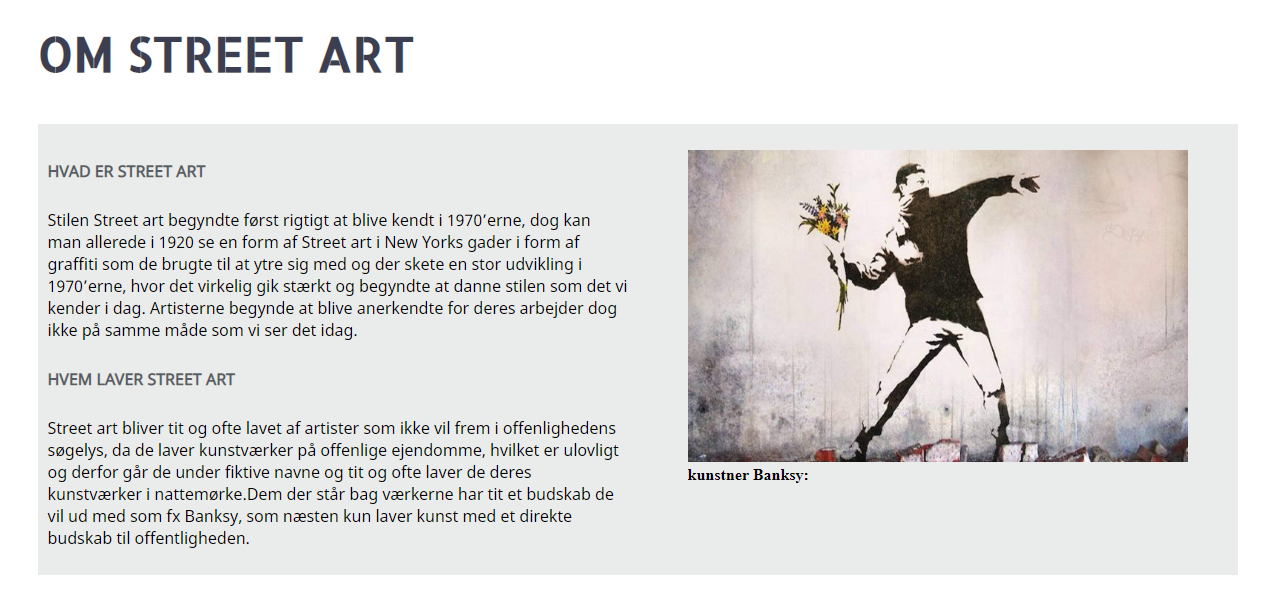 OM STREET ART
HVAD ER STREET ART
Stilen Street art begyndte først rigtigt at blive kendt i 1970’erne, dog kan
man allerede i 1920 se en form af Street art i New Yorks gader i form af
graffiti som de brugte til at ytre sig med og der skete en stor udvikling i
1970’erne, hvor det virkelig gik stærkt og begyndte at danne stilen som det vi
kender i dag. Artisterne begynde at blive anerkendte for deres arbejder dog
ikke på samme måde som vi ser det idag.
HVEM LAVER STREET ART
Street art bliver tit og ofte lavet af artister som ikke vil frem i offenlighedens
søgelys, da de laver kunstværker på offenlige ejendomme, hvilket er ulovligt
og derfor går de under fiktive navne og tit og ofte laver de deres
kunstværker i nattemørke.Dem der står bag værkerne har tit et budskab de
vil ud med som fx Banksy, som næsten kun laver kunst med et direkte
budskab til offentligheden.
kunstner Banksy: